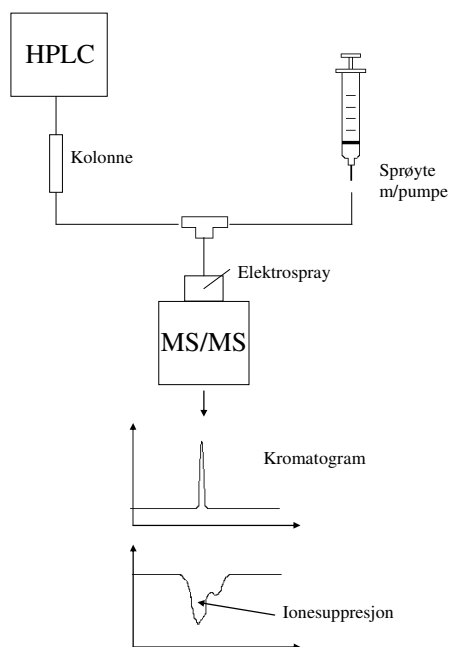 HPLC
Kolonne
Sprøyte
m/pumpe
Elektrospray
MS/MS
Kromatogram
Ionesuppresjon